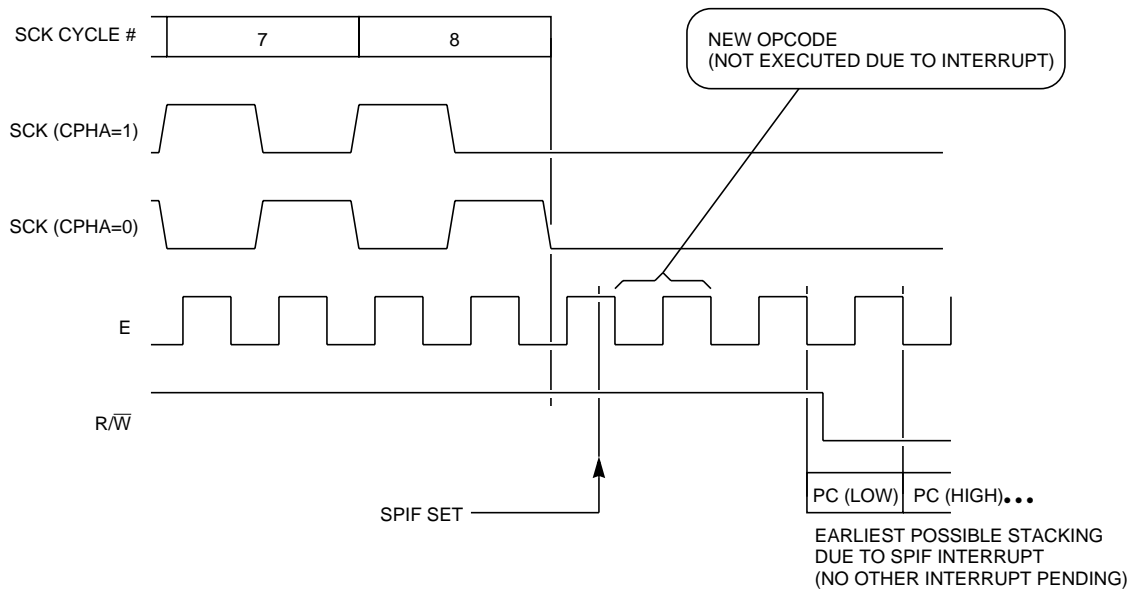 SCK CYCLE #
7
8
NEW OPCODE
(NOT EXECUTED DUE TO INTERRUPT)
SCK (CPHA=1)
SCK (CPHA=0)
E
R/W̅
PC (LOW)
PC (HIGH)•••
SPIF SET
EARLIEST POSSIBLE STACKING
DUE TO SPIF INTERRUPT
(NO OTHER INTERRUPT PENDING)